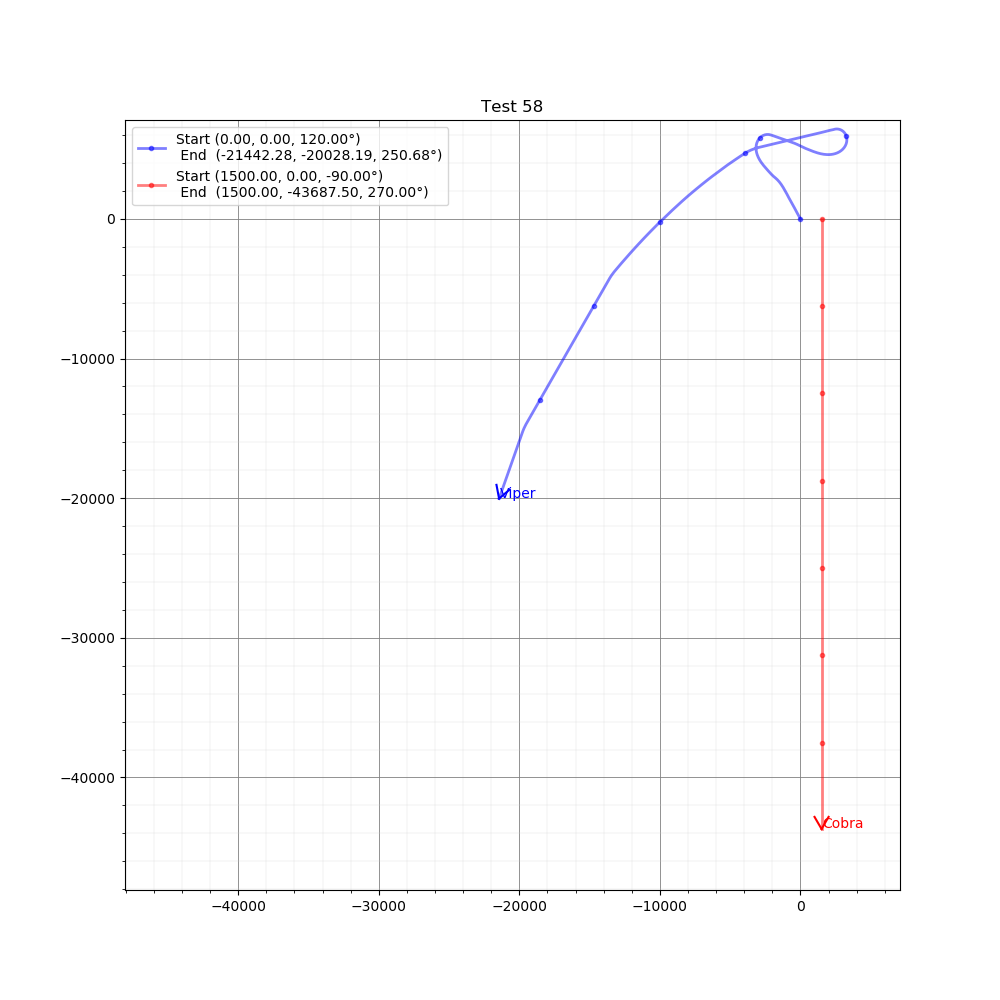 Test 58
Start (0.00, 0.00, 120.00°)
End (-21442.28, -20028.19, 250.68°)
Start (1500.00, 0.00, -90.00°)
End (1500.00, -43687.50, 270.00°)
0
−10000
−20000
−30000
−40000
Viper
Cobra
−40000
−30000
−20000
−10000
0